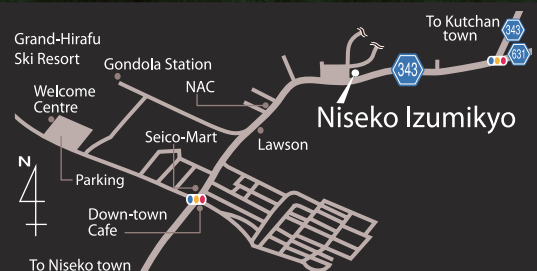 To Kutchan
town
343
631
Grand-Hirafu
Ski Resort
Gondola Station
343
NAC
Welcome
Centre
Niseko Izumikyo
Seico-Mart
Lawson
N
Parking
Down-town
Cafe
To Niseko town